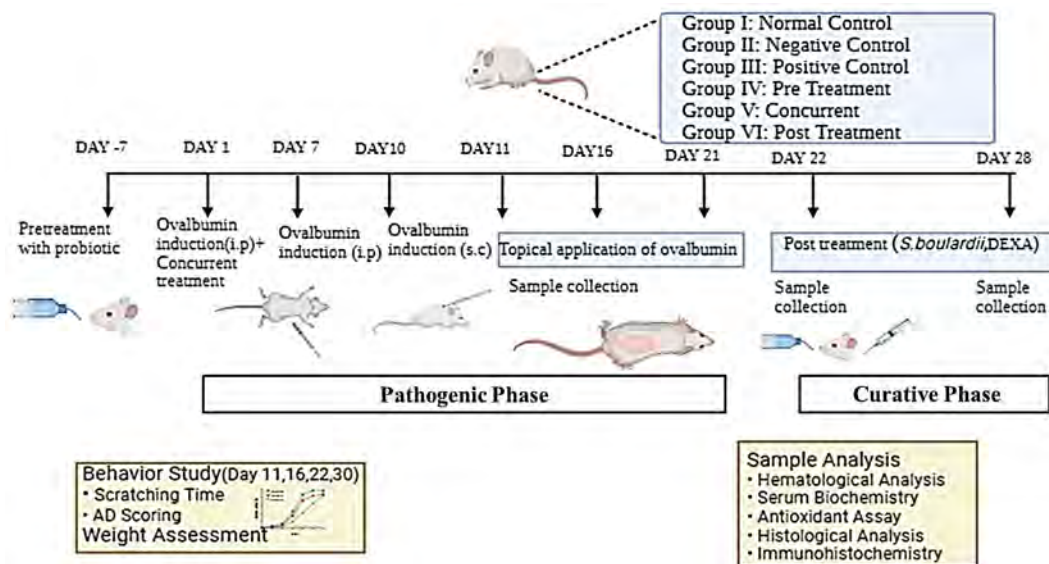 Group I: Normal Control
Group II: Negative Control
Group III: Positive Control
Group IV: Pre Treatment
Group V: Concurrent
Group VI: Post Treatment
DAY -7
DAY 1
DAY 7
DAY10
DAY11
DAY16
DAY 21
DAY 22
DAY 28
Pretreatment
with probiotic
Ovalbumin
induction(i.p)+
Concurrent
treatment
Ovalbumin
induction (i.p)
Ovalbumin
induction (s.c)
Topical application of ovalbumin
Sample collection
Post treatment (S.boulardii,DEXA)
Sample
collection
Sample
collection
Pathogenic Phase
Curative Phase
Behavior Study(Day 11,16,22,30)
• Scratching Time
• AD Scoring
Weight Assessment
Sample Analysis
• Hematological Analysis
• Serum Biochemistry
• Antioxidant Assay
• Histological Analysis
• Immunohistochemistry